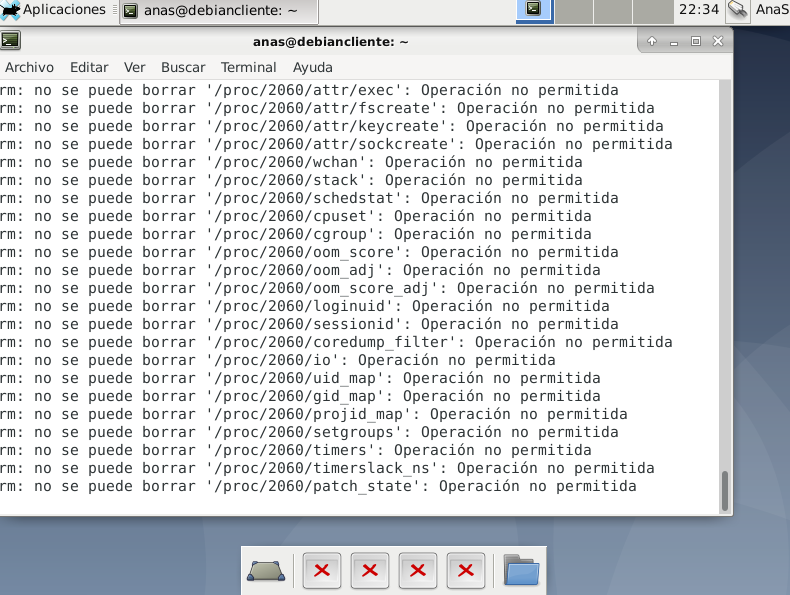 Aplicaciones anas@debiancliente: ~ 22:34 AnaS
anas@debiancliente: ~
Archivo Editar Ver Buscar Terminal Ayuda
rm: no se puede borrar '/proc/2060/attr/exec': Operación no permitida
rm: no se puede borrar '/proc/2060/attr/fscreate': Operación no permitida
rm: no se puede borrar '/proc/2060/attr/keycreate': Operación no permitida
rm: no se puede borrar '/proc/2060/attr/sockcreate': Operación no permitida
rm: no se puede borrar '/proc/2060/wchan': Operación no permitida
rm: no se puede borrar '/proc/2060/stack': Operación no permitida
rm: no se puede borrar '/proc/2060/schedstat': Operación no permitida
rm: no se puede borrar '/proc/2060/cpuset': Operación no permitida
rm: no se puede borrar '/proc/2060/cgroup': Operación no permitida
rm: no se puede borrar '/proc/2060/oom_score': Operación no permitida
rm: no se puede borrar '/proc/2060/oom_adj': Operación no permitida
rm: no se puede borrar '/proc/2060/oom_score_adj': Operación no permitida
rm: no se puede borrar '/proc/2060/loginuid': Operación no permitida
rm: no se puede borrar '/proc/2060/sessionid': Operación no permitida
rm: no se puede borrar '/proc/2060/coredump_filter': Operación no permitida
rm: no se puede borrar '/proc/2060/io': Operación no permitida
rm: no se puede borrar '/proc/2060/uid_map': Operación no permitida
rm: no se puede borrar '/proc/2060/gid_map': Operación no permitida
rm: no se puede borrar '/proc/2060/projid_map': Operación no permitida
rm: no se puede borrar '/proc/2060/setgroups': Operación no permitida
rm: no se puede borrar '/proc/2060/timers': Operación no permitida
rm: no se puede borrar '/proc/2060/timerslack_ns': Operación no permitida
rm: no se puede borrar '/proc/2060/patch_state': Operación no permitida